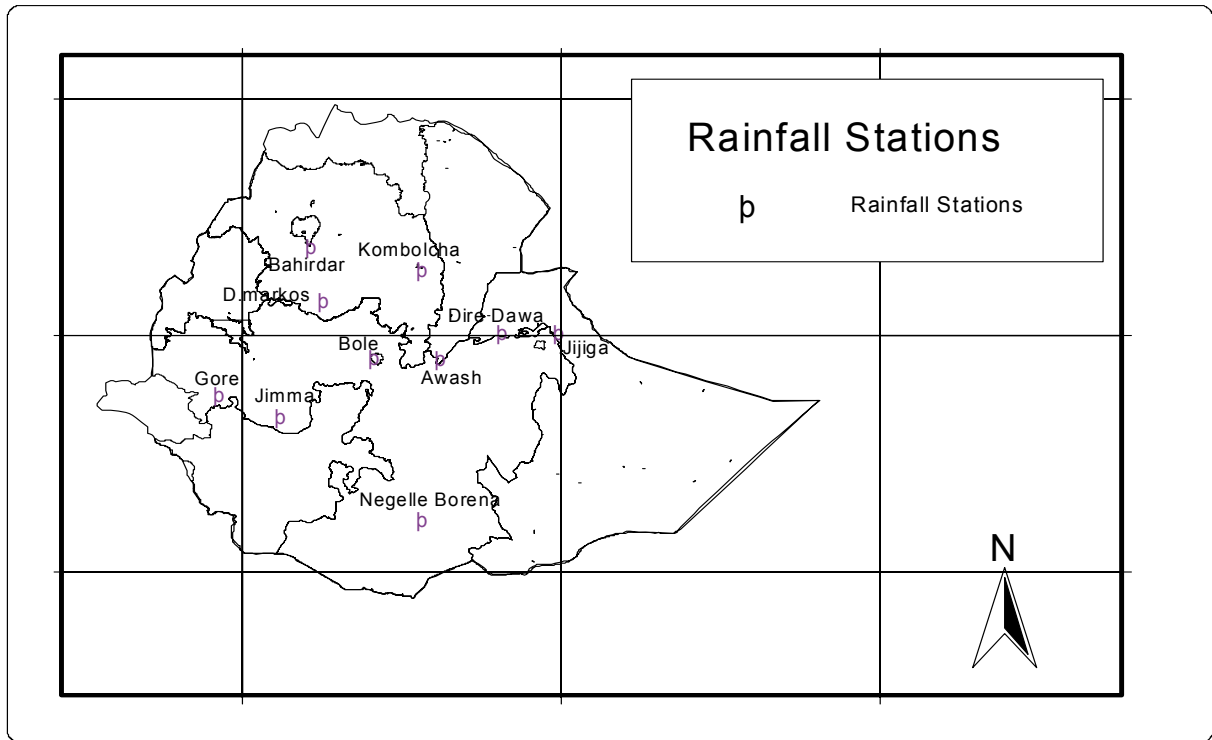 Rainfall Stations
þ Rainfall Stations
þ
Bahirdar
Kombolcha
þ
D.markos
þ
Dire-Dawa
þ
þ
Jijiga
Bole
þ
þ
Awash
Gore
þ
Jimma
þ
Negelle Borena
þ
N